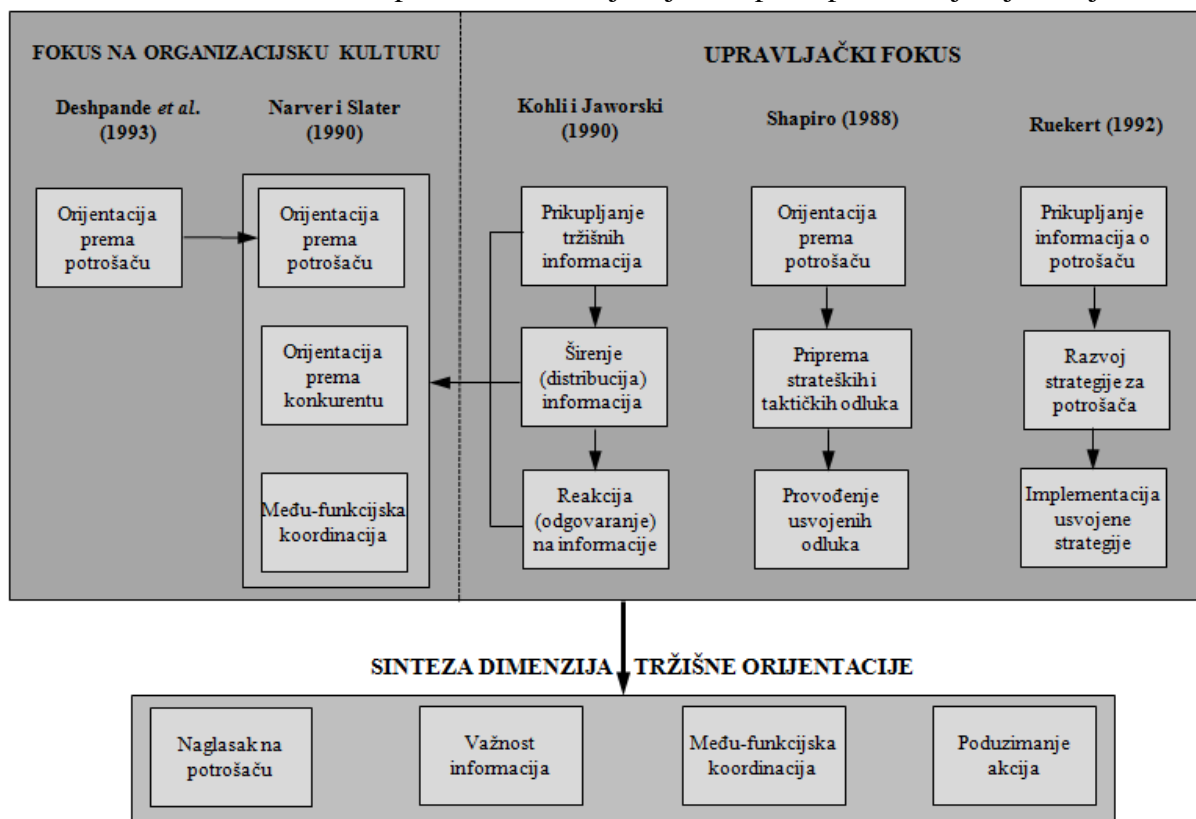 FOKUS NA ORGANIZACIJSKU KULTURU
UPRAVLJAČKI FOKUS
Deshpande et al.
(1993)
Narver i Slater
(1990)
Kohli i Jaworski
(1990)
Shapiro (1988)
Ruekert (1992)
Orijentacija
prema
potrošaču
Orijentacija
prema
potrošaču
Prikupljanje
tržišnih
informacija
Orijentacija
prema
potrošaču
Prikupljanje
informacija o
potrošaču
Orijentacija
prema
konkurentu
Širenje
(distribucija)
informacija
Priprema
strateških i
taktičkih odluka
Razvoj
strategije za
potrošača
Među-funkcijska
koordinacija
Reakcija
(odgovaranje)
na informacije
Provođenje
usvojenih
odluka
Implementacija
usvojene
strategije
SINTEZA DIMENZIJA TRŽIŠNE ORIJENTACIJE
Naglasak na
potrošaču
Važnost
informacija
Među-funkcijska
koordinacija
Poduzimanje
akcija